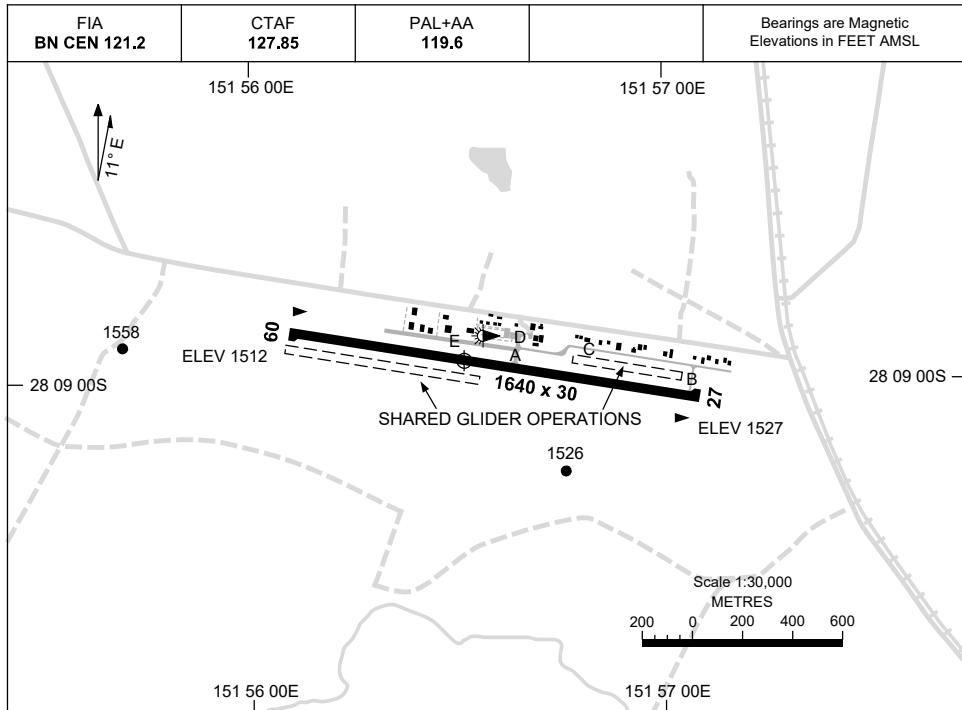 FIA
BN CEN 121.2
CTAF
127.85
PAL+AA
119.6
Bearings are Magnetic
Elevations in FEET AMSL
151 56 00E
151 57 00E
11° E
1558
09
ELEV 1512
E
D
A
C
B
28 09 00S
28 09 00S
1640 x 30
27
SHARED GLIDER OPERATIONS
ELEV 1527
1526
Scale 1:30,000
METRES
200 0 200 400 600
151 56 00E
151 57 00E